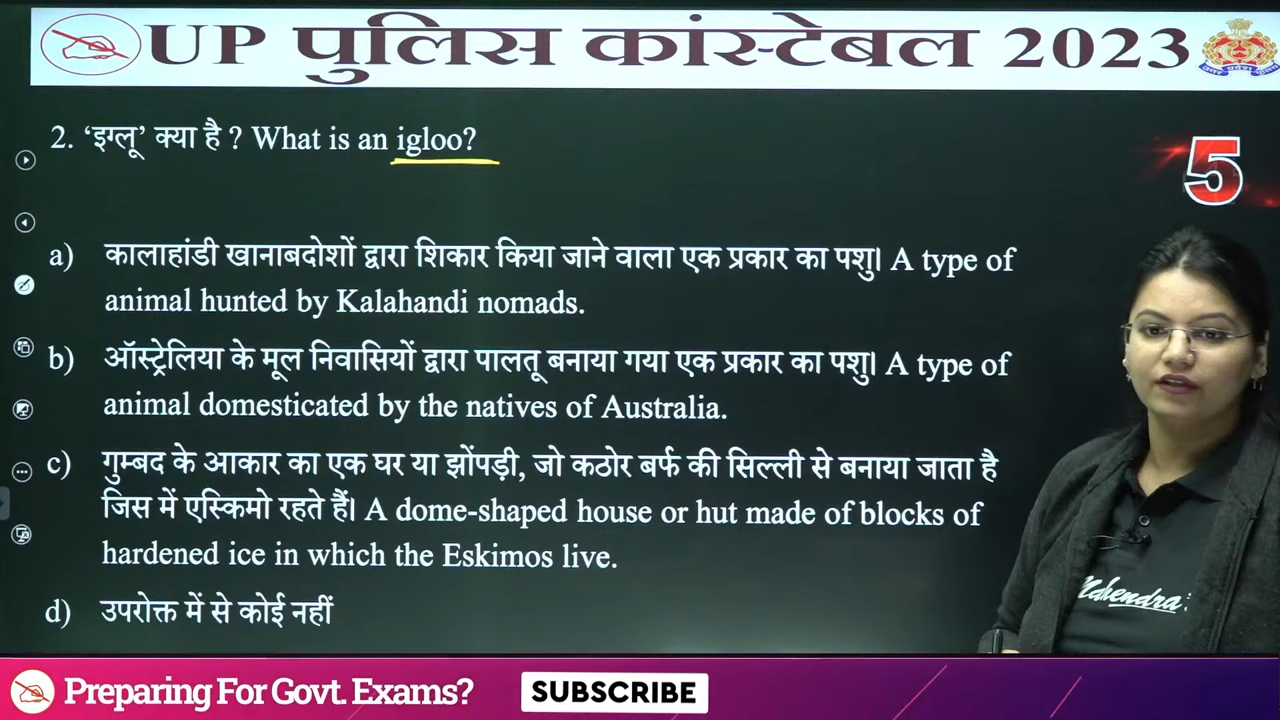 UP पुलिस कांस्टेबल 2023
2. ‘इग्लू’ क्या है ? What is an igloo?
5
a) कालाहांडी खानाबदोशों द्वारा शिकार किया जाने वाला एक प्रकार का पशु। A type of
animal hunted by Kalahandi nomads.
b) ऑस्ट्रेलिया के मूल निवासियों द्वारा पालतू बनाया गया एक प्रकार का पशु। A type of
animal domesticated by the natives of Australia.
c) गुम्बद के आकार का एक घर या झोंपड़ी, जो कठोर बर्फ की सिल्ली से बनाया जाता है
जिस में एस्किमो रहते हैं। A dome-shaped house or hut made of blocks of
hardened ice in which the Eskimos live.
d) उपरोक्त में से कोई नहीं
Mahendra's
Preparing For Govt. Exams?
SUBSCRIBE